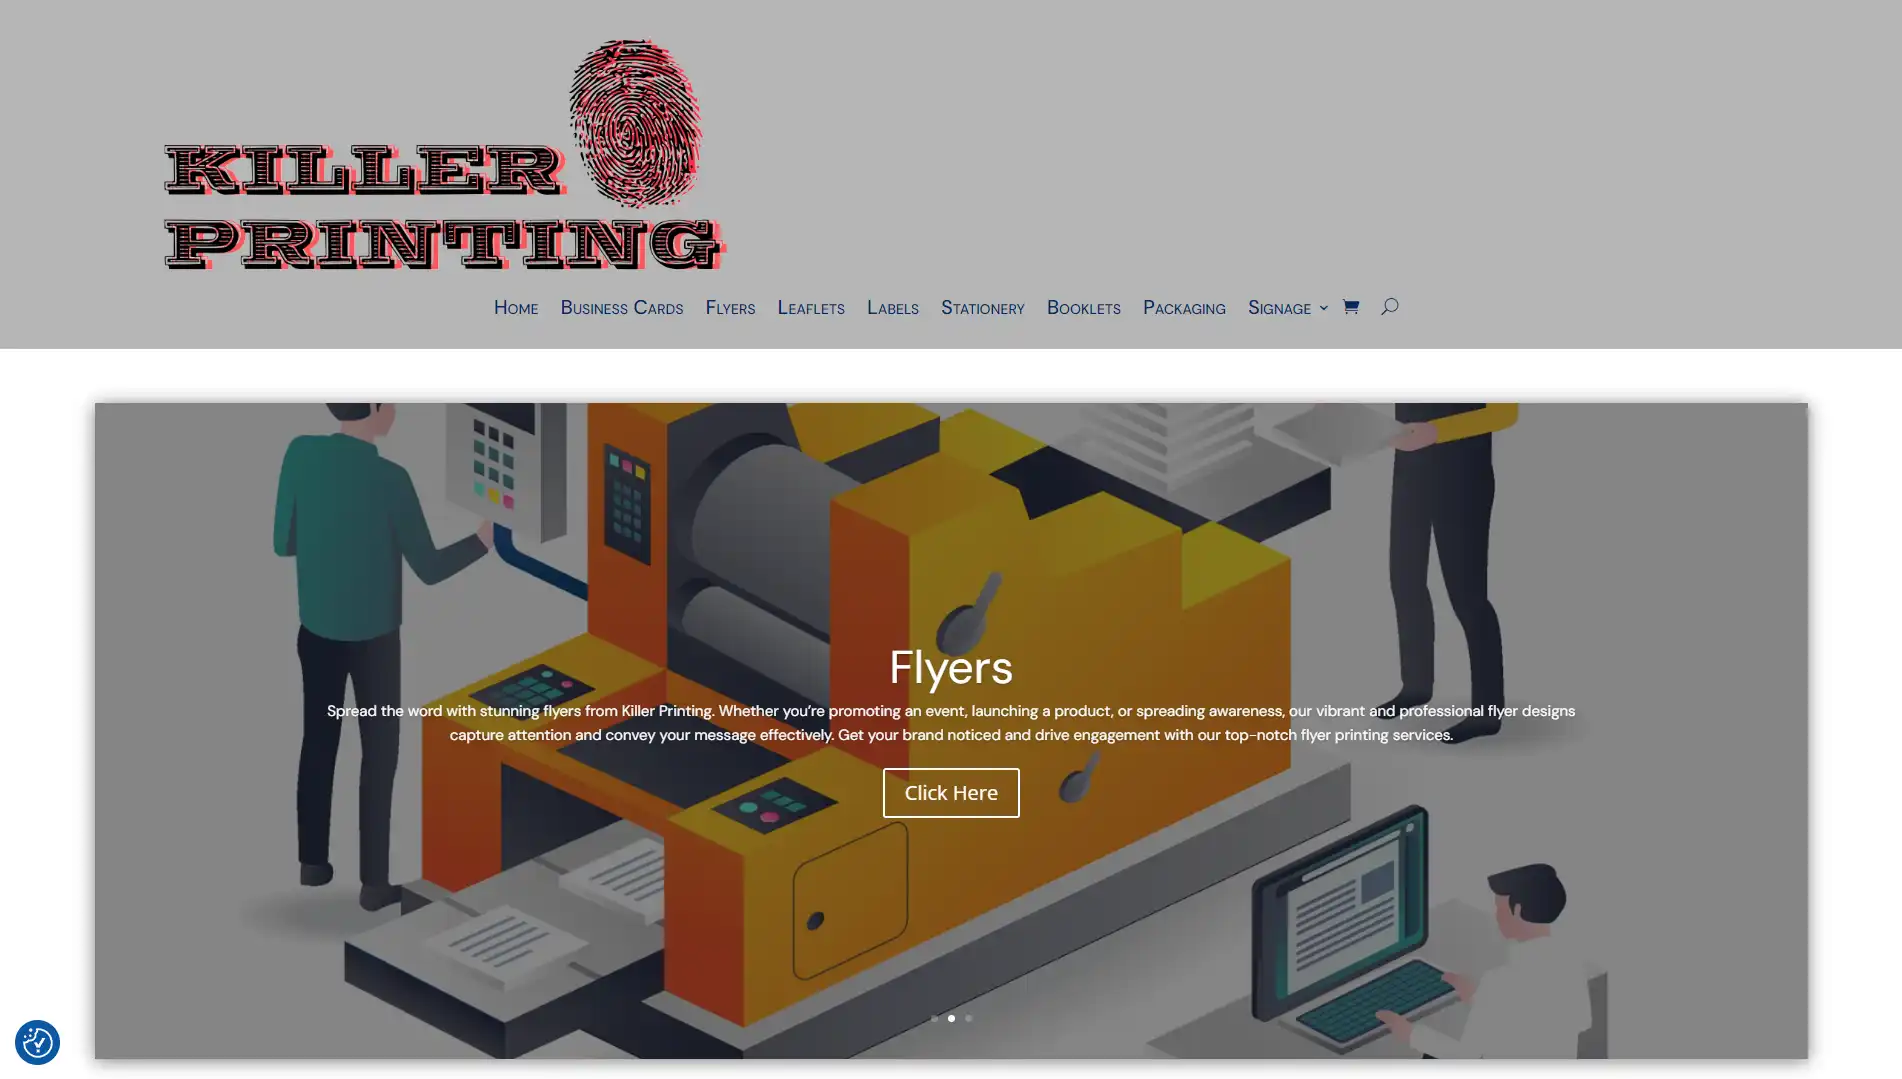 KILLER
PRINTING
Home Business Cards Flyers Leaflets Labels Stationery Booklets Packaging Signage
Flyers
Spread the word with stunning flyers from Killer Printing. Whether you’re promoting an event, launching a product, or spreading awareness, our vibrant and professional flyer designs
capture attention and convey your message effectively. Get your brand noticed and drive engagement with our top-notch flyer printing services.
Click Here